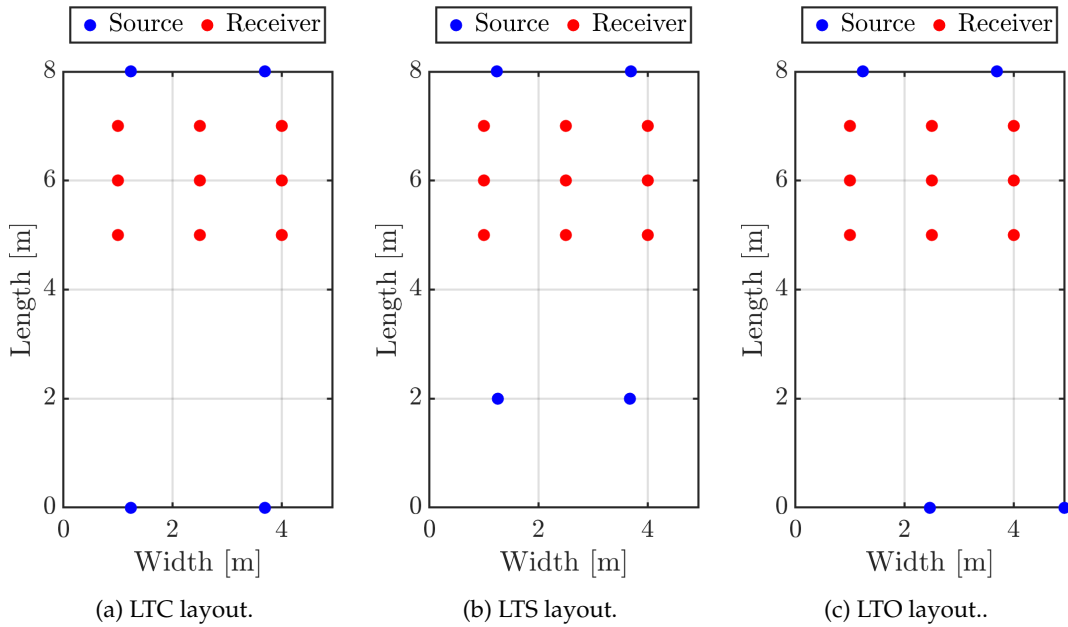 Source Receiver
8
6
4
2
0
0 2 4
Length [m]
Width [m]
(a) LTC layout.
Source Receiver
8
6
4
2
0
0 2 4
Length [m]
Width [m]
(b) LTS layout.
Source Receiver
8
6
4
2
0
0 2 4
Length [m]
Width [m]
(c) LTO layout..